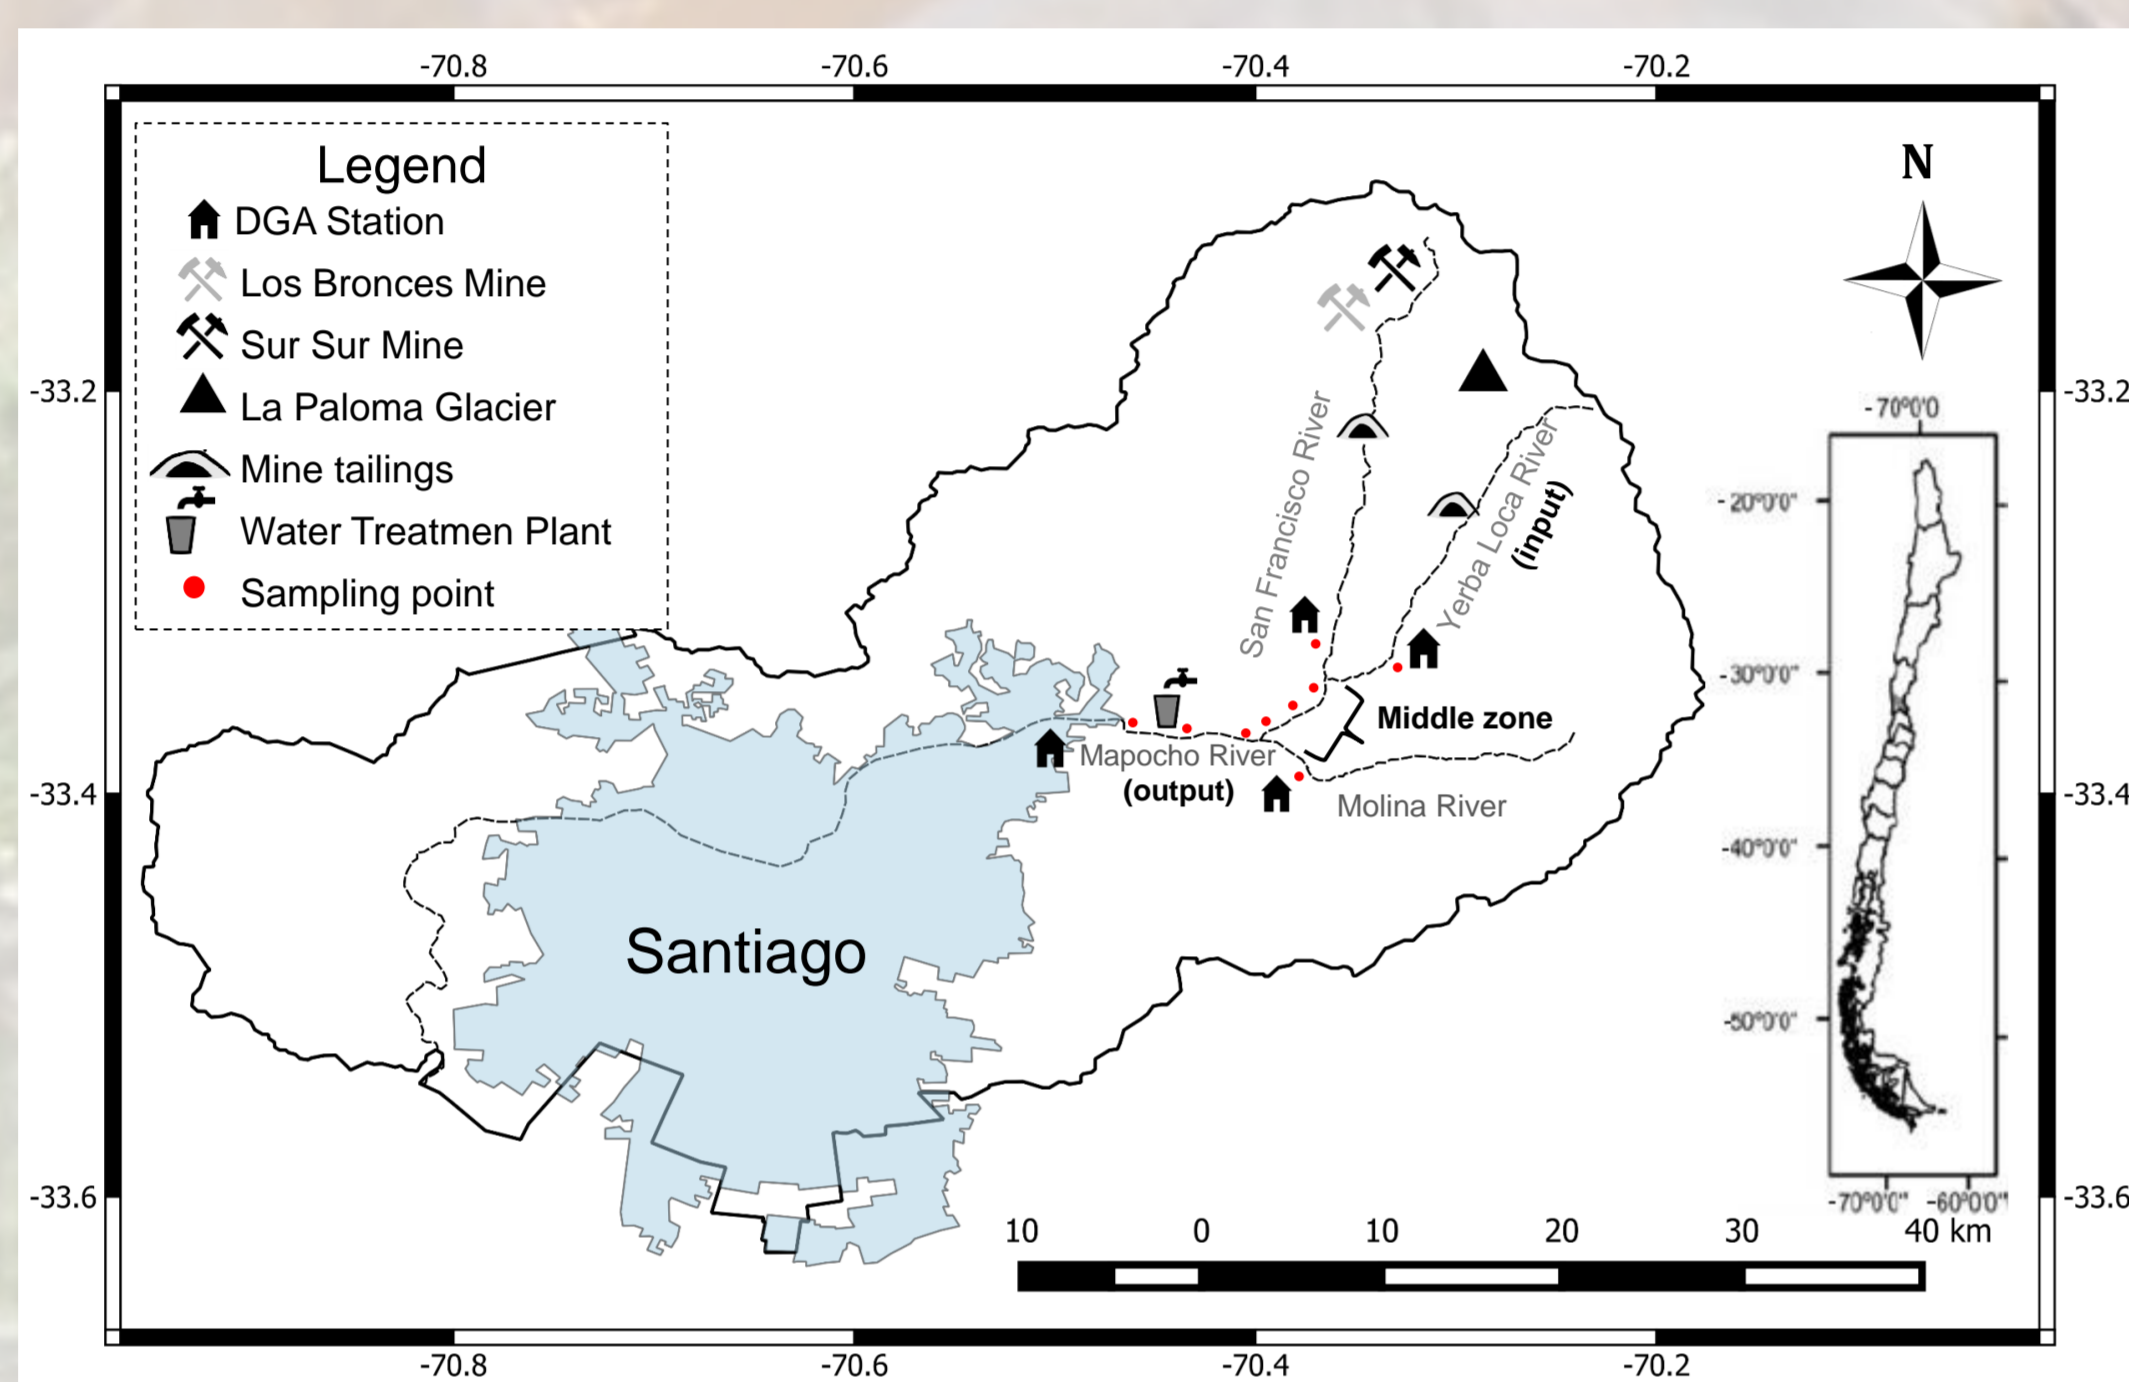 -70.8 -70.6 -70.4 -70.2
Legend
DGA Station
Los Bronces Mine
Sur Sur Mine
La Paloma Glacier
Mine tailings
Water Treatmen Plant
Sampling point
N
-33.2 -33.2
San Francisco River
Yerba Loca River
(input)
Middle zone
Mapocho River
(output)
Molina River
-33.4 -33.4
Santiago
-33.6 -33.6
-70°0'0
-20°0'0"
-30°0'0"
-40°0'0"
-50°0'0"
-70°0'0" -60°0'0"
10 0 10 20 30 40 km
-70.8 -70.6 -70.4 -70.2